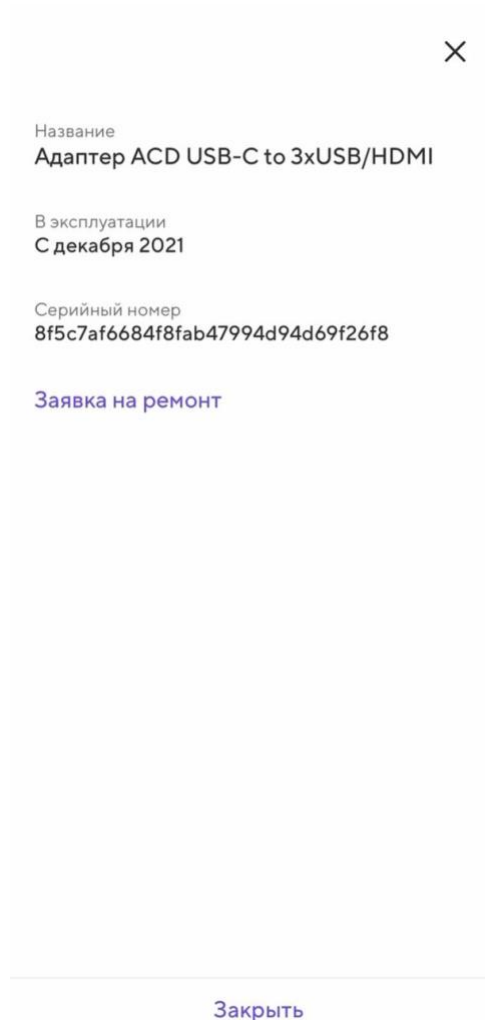 Название
Адаптер ACD USB-C to 3xUSB/HDMI
В эксплуатации
С декабря 2021
Серийный номер
8f5c7af6684f8fab47994d94d69f26f8
Заявка на ремонт
Закрыть